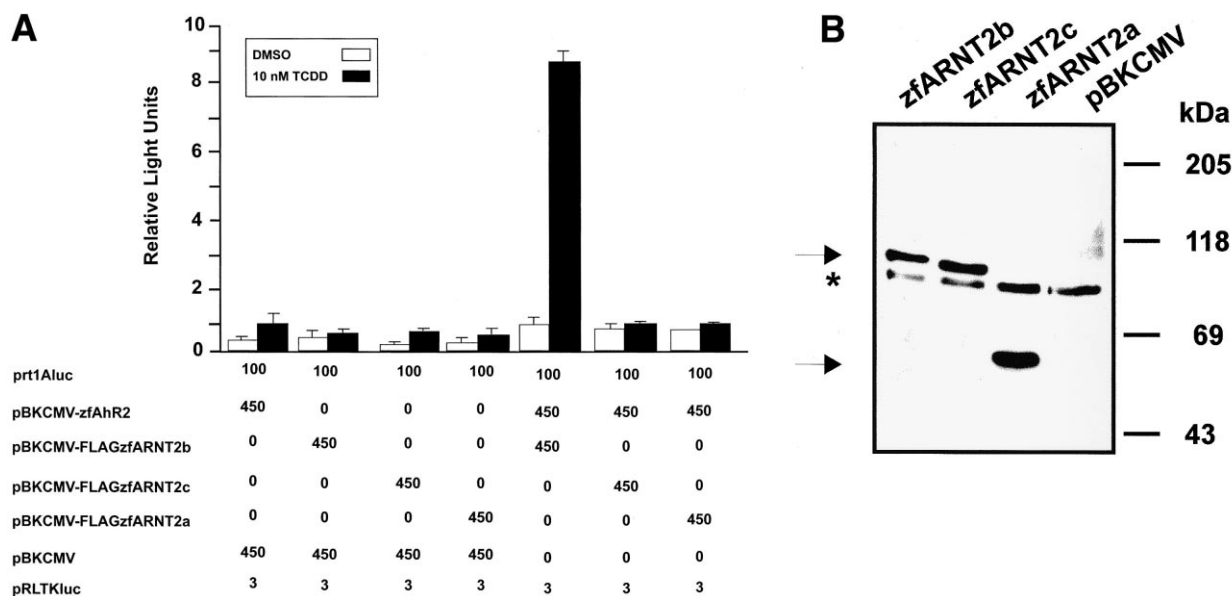 A
10
8
6
4
2
0
Relative Light Units
DMSO
10 nM TCDD
prt1Aluc 100 100 100 100 100 100 100
pBKCMV-zfAhR2 450 0 0 0 450 450 450
pBKCMV-FLAGzfARNT2b 0 450 0 0 450 0 0
pBKCMV-FLAGzfARNT2c 0 0 450 0 0 450 0
pBKCMV-FLAGzfARNT2a 0 0 0 450 0 0 450
pBKCMV 450 450 450 450 0 0 0
pRLTKluc 3 3 3 3 3 3 3
B
zfARNT2b
zfARNT2c
zfARNT2a
pBKCMV
kDa
205
118
*
69
43